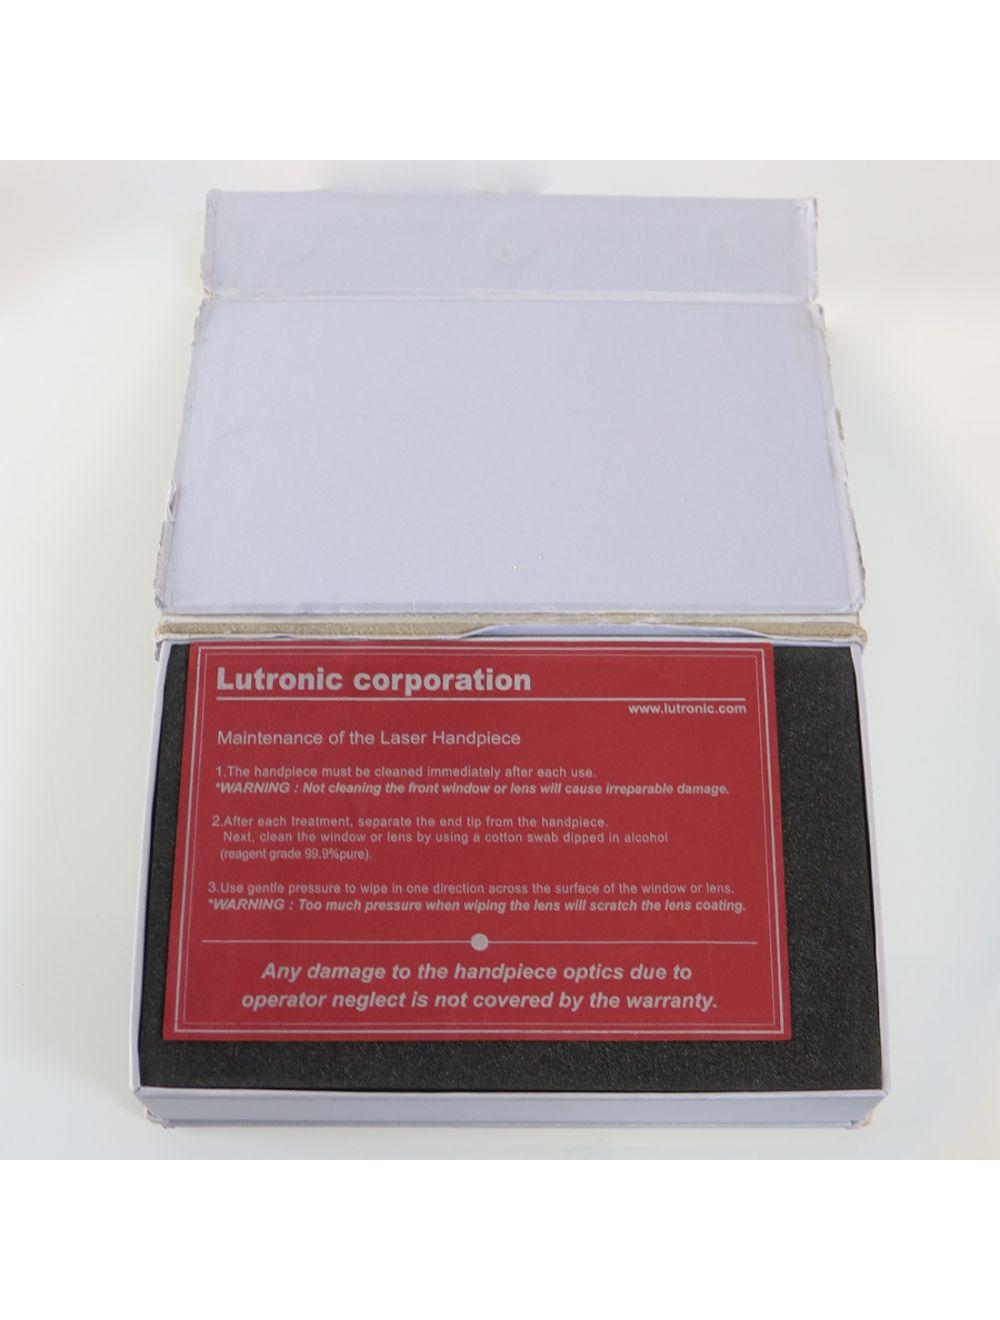 Lutronic corporation
www.lutronic.com
Maintenance of the Laser Handpiece
1.The handpiece must be cleaned immediately after each use.
*WARNING : Not cleaning the front window or lens will cause irreparable damage.
2.After each treatment, separate the end tip from the handpiece.
Next, clean the window or lens by using a cotton swab dipped in alcohol
(reagent grade 99.9%pure).
3.Use gentle pressure to wipe in one direction across the surface of the window or lens.
*WARNING : Too much pressure when wiping the lens will scratch the lens coating.
Any damage to the handpiece optics due to
operator neglect is not covered by the warranty.